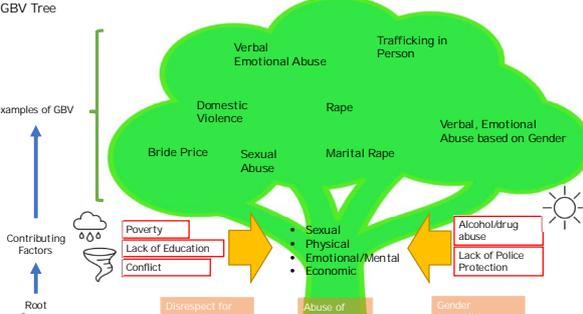 GBV Tree
Verbal
Emotional Abuse
Trafficking in
Person
xamples of GBV
Domestic
Violence
Rape
Verbal, Emotional
Abuse based on Gender
Bride Price
Sexual
Abuse
Marital Rape
Contributing
Factors
Poverty
Lack of Education
Conflict
• Sexual
• Physical
• Emotional/Mental
• Economic
Alcohol/drug
abuse
Lack of Police
Protection
Root
Disrespect for
Abuse of
Gender